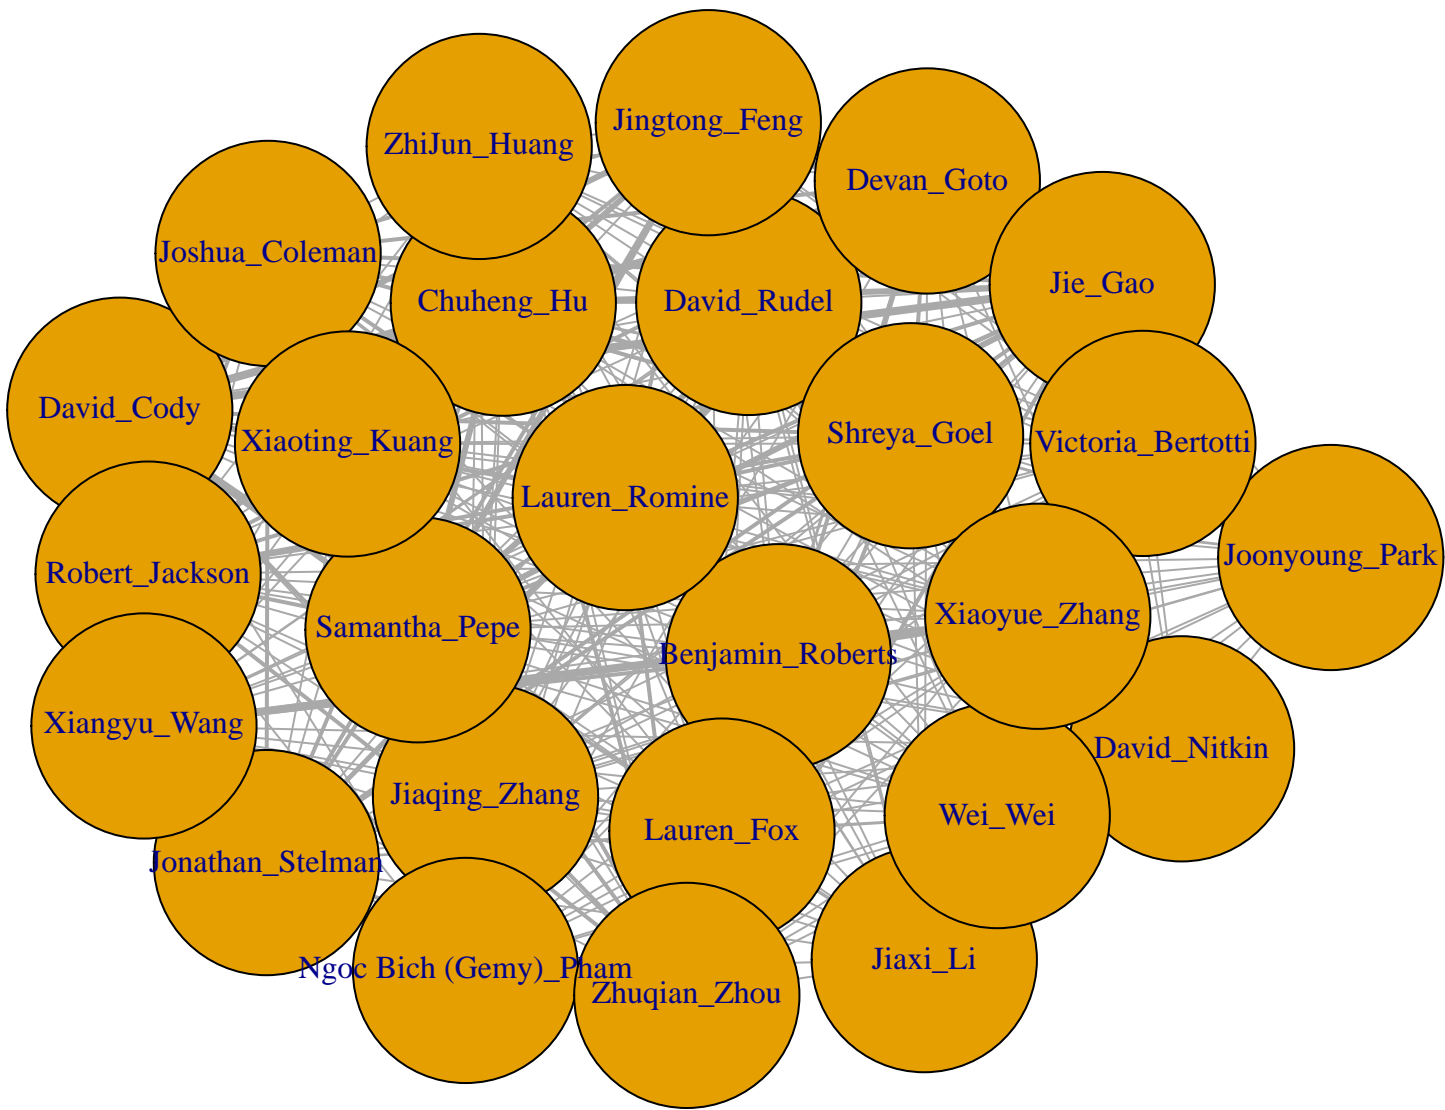 Jingtong_Feng
ZhiJun_Huang
Devan_Goto
Joshua_Coleman
Jie_Gao
Chuheng_Hu
David_Rudel
David_Cody
Shreya_Goel
Xiaoting_Kuang
Victoria_Bertotti
Lauren_Romine
Joonyoung_Park
Robert_Jackson
Xiaoyue_Zhang
Samantha_Pepe
Benjamin_Roberts
Xiangyu_Wang
David_Nitkin
Jiaqing_Zhang
Wei_Wei
Lauren_Fox
Jonathan_Stelman
Jiaxi_Li
Ngoc Bich (Gemy)_Pham
Zhuqian_Zhou